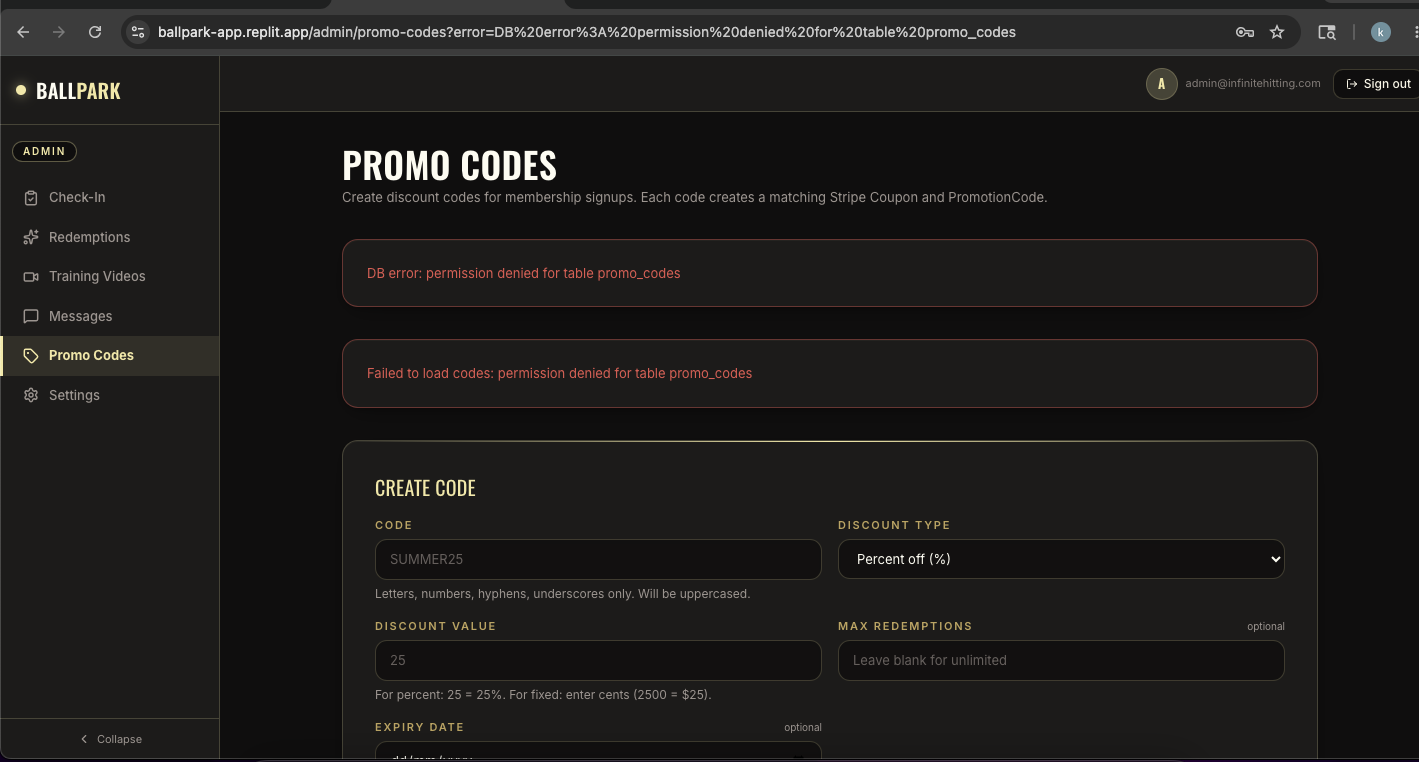 ballpark-app.replit.app/admin/promo-codes?error=DB%20error%3A%20permission%20denied%20for%20table%20promo_codes
k
BALLPARK
A
admin@infinitehitting.com
Sign out
ADMIN
Check-In
Redemptions
Training Videos
Messages
Promo Codes
Settings
Collapse
PROMO CODES
Create discount codes for membership signups. Each code creates a matching Stripe Coupon and PromotionCode.
DB error: permission denied for table promo_codes
Failed to load codes: permission denied for table promo_codes
CREATE CODE
CODE
SUMMER25
Letters, numbers, hyphens, underscores only. Will be uppercased.
DISCOUNT TYPE
Percent off (%)
DISCOUNT VALUE
25
For percent: 25 = 25%. For fixed: enter cents (2500 = $25).
MAX REDEMPTIONS optional
Leave blank for unlimited
EXPIRY DATE optional
dd/mm/yyyy